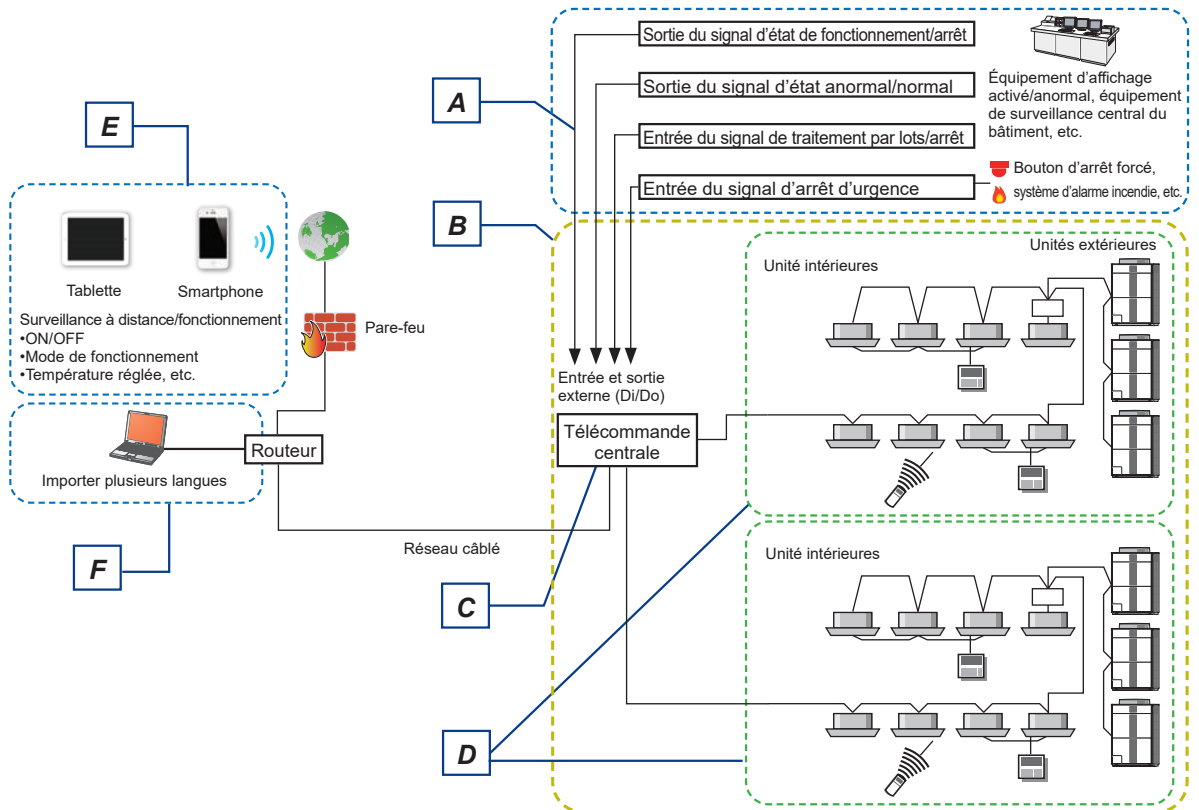 Sortie du signal d’état de fonctionnement/arrêt
Sortie du signal d’état anormal/normal
Entrée du signal de traitement par lots/arrêt
Entrée du signal d’arrêt d’urgence
Équipement d’affichage
activé/anormal, équipement
de surveillance central du
bâtiment, etc.
Bouton d’arrêt forcé,
système d’alarme incendie, etc.
A
E
B
Tablette
Smartphone
Surveillance à distance/fonctionnement
•ON/OFF
•Mode de fonctionnement
•Température réglée, etc.
Pare-feu
Importer plusieurs langues
Routeur
Réseau câblé
F
Entrée et sortie
externe (Di/Do)
Télécommande
centrale
C
D
Unités extérieures
Unité intérieures
Unité intérieures